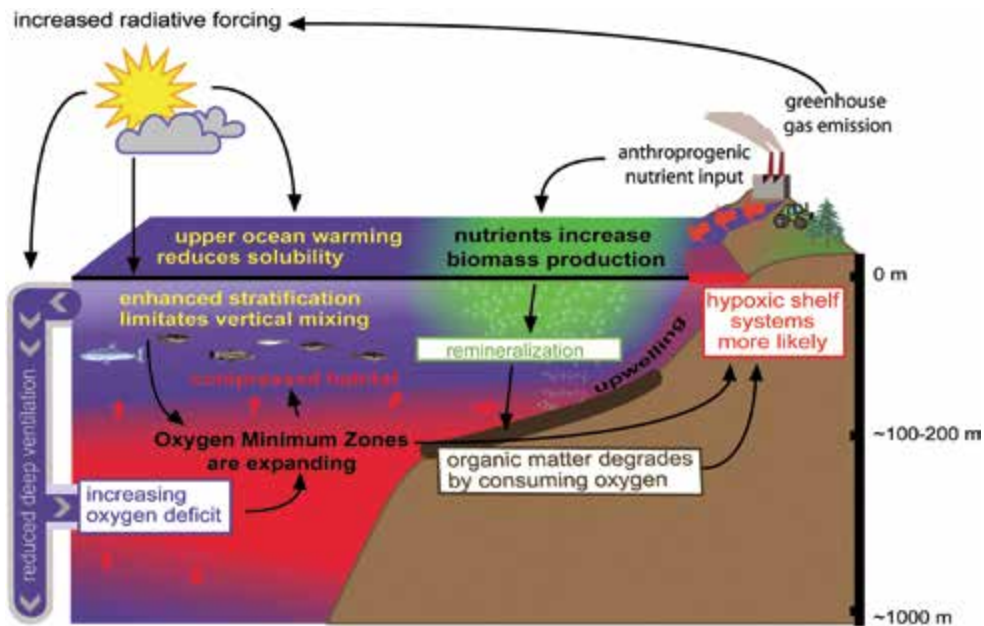 increased radiative forcing
greenhouse
gas emission
anthroprogenic
nutrient input
upper ocean warming
reduces solubility
nutrients increase
biomass production
0 m
enhanced stratification
limitates vertical mixing
hypoxic shelf
systems
more likely
remineralization
upwelling
compressed habitat
reduced deep ventilation
Oxygen Minimum Zones
are expanding
~100-200 m
organic matter degrades
by consuming oxygen
increasing
oxygen deficit
~1000 m